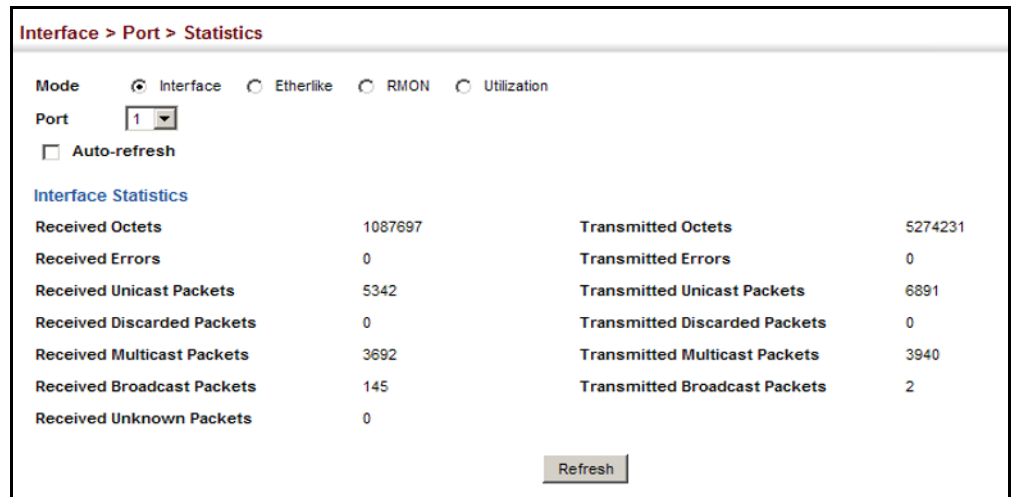 Interface > Port > Statistics
Mode Interface Etherlike RMON Utilization
Port 1
Auto-refresh
Interface Statistics
Received Octets 1087697 Transmitted Octets 5274231
Received Errors 0 Transmitted Errors 0
Received Unicast Packets 5342 Transmitted Unicast Packets 6891
Received Discarded Packets 0 Transmitted Discarded Packets 0
Received Multicast Packets 3692 Transmitted Multicast Packets 3940
Received Broadcast Packets 145 Transmitted Broadcast Packets 2
Received Unknown Packets 0
Refresh